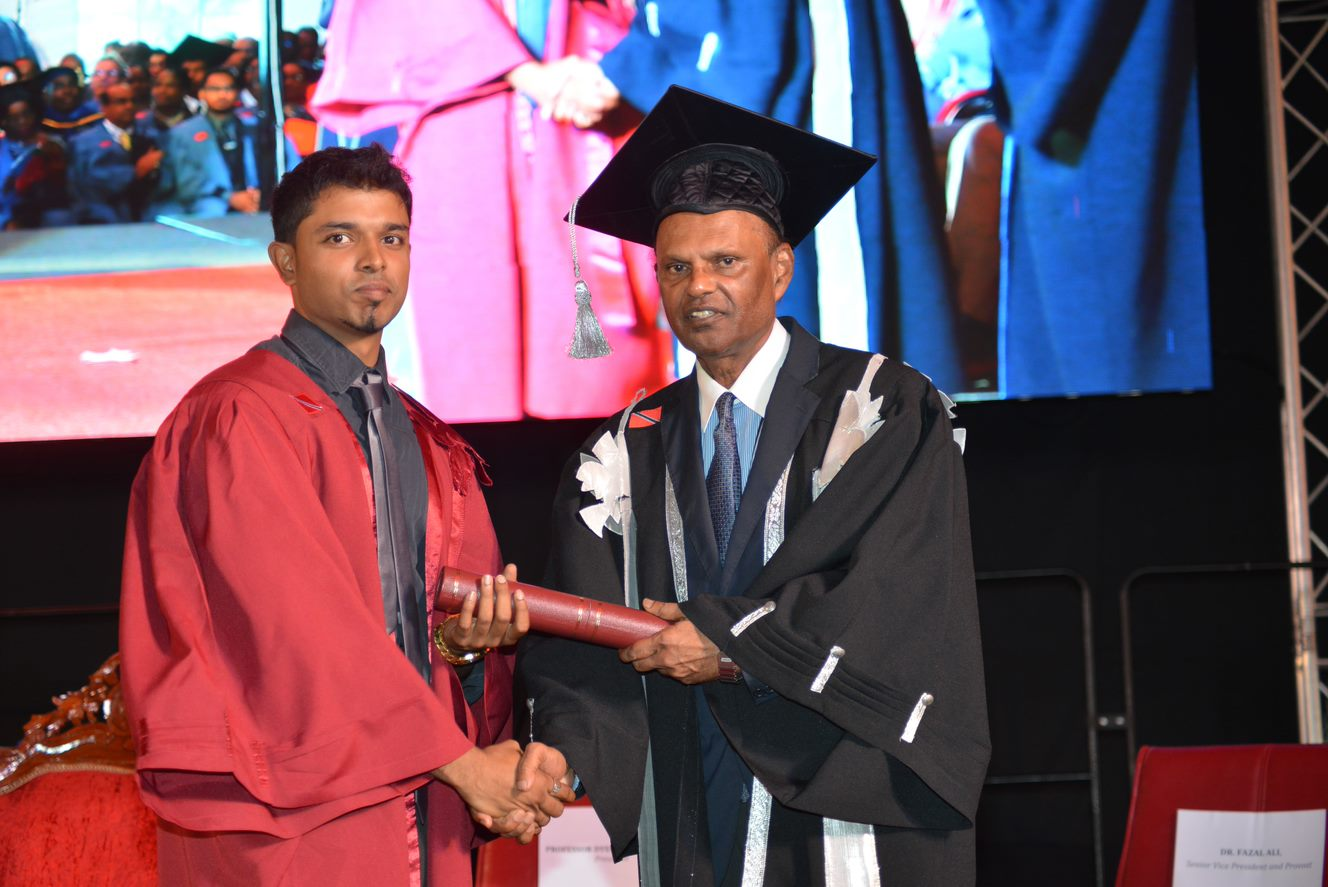 PROFESSOR
DR. FAZAL ALI,
Senior Vice President and Provost